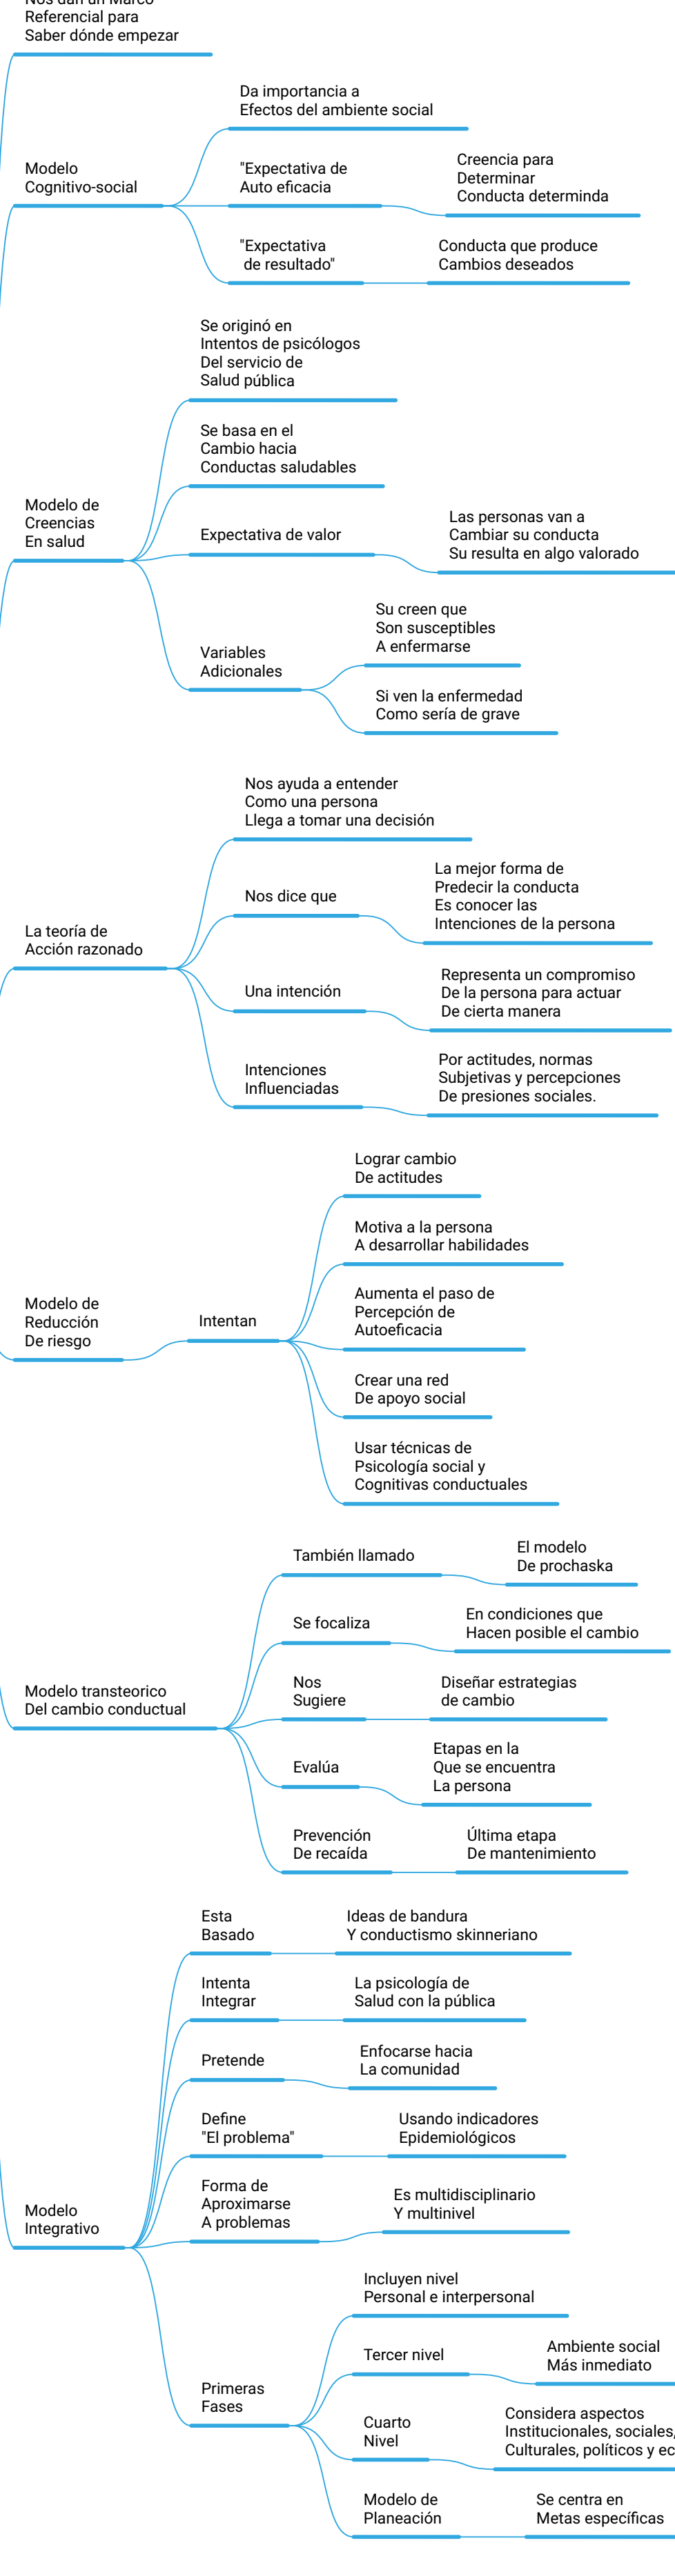 Nos dan un Marco
Referencial para
Saber dónde empezar
Modelo
Cognitivo-social
Da importancia a
Efectos del ambiente social
"Expectativa de
Auto eficacia
Creencia para
Determinar
Conducta determinda
"Expectativa
de resultado"
Conducta que produce
Cambios deseados
Modelo de
Creencias
En salud
Se originó en
Intentos de psicólogos
Del servicio de
Salud pública
Se basa en el
Cambio hacia
Conductas saludables
Expectativa de valor
Las personas van a
Cambiar su conducta
Su resulta en algo valorado
Variables
Adicionales
Su creen que
Son susceptibles
A enfermarse
Si ven la enfermedad
Como sería de grave
La teoría de
Acción razonado
Nos ayuda a entender
Como una persona
Llega a tomar una decisión
Nos dice que
La mejor forma de
Predecir la conducta
Es conocer las
Intenciones de la persona
Una intención
Representa un compromiso
De la persona para actuar
De cierta manera
Intenciones
Influenciadas
Por actitudes, normas
Subjetivas y percepciones
De presiones sociales.
Modelo de
Reducción
De riesgo
Intentan
Lograr cambio
De actitudes
Motiva a la persona
A desarrollar habilidades
Aumenta el paso de
Percepción de
Autoeficacia
Crear una red
De apoyo social
Usar técnicas de
Psicología social y
Cognitivas conductuales
Modelo transteorico
Del cambio conductual
También llamado
El modelo
De prochaska
Se focaliza
En condiciones que
Hacen posible el cambio
Nos
Sugiere
Diseñar estrategias
de cambio
Evalúa
Etapas en la
Que se encuentra
La persona
Prevención
De recaída
Última etapa
De mantenimiento
Modelo
Integrativo
Esta
Basado
Ideas de bandura
Y conductismo skinneriano
Intenta
Integrar
La psicología de
Salud con la pública
Pretende
Enfocarse hacia
La comunidad
Define
"El problema"
Usando indicadores
Epidemiológicos
Forma de
Aproximarse
A problemas
Es multidisciplinario
Y multinivel
Primeras
Fases
Incluyen nivel
Personal e interpersonal
Tercer nivel
Ambiente social
Más inmediato
Cuarto
Nivel
Considera aspectos
Institucionales, sociales,
Culturales, políticos y ec
Modelo de
Planeación
Se centra en
Metas específicas